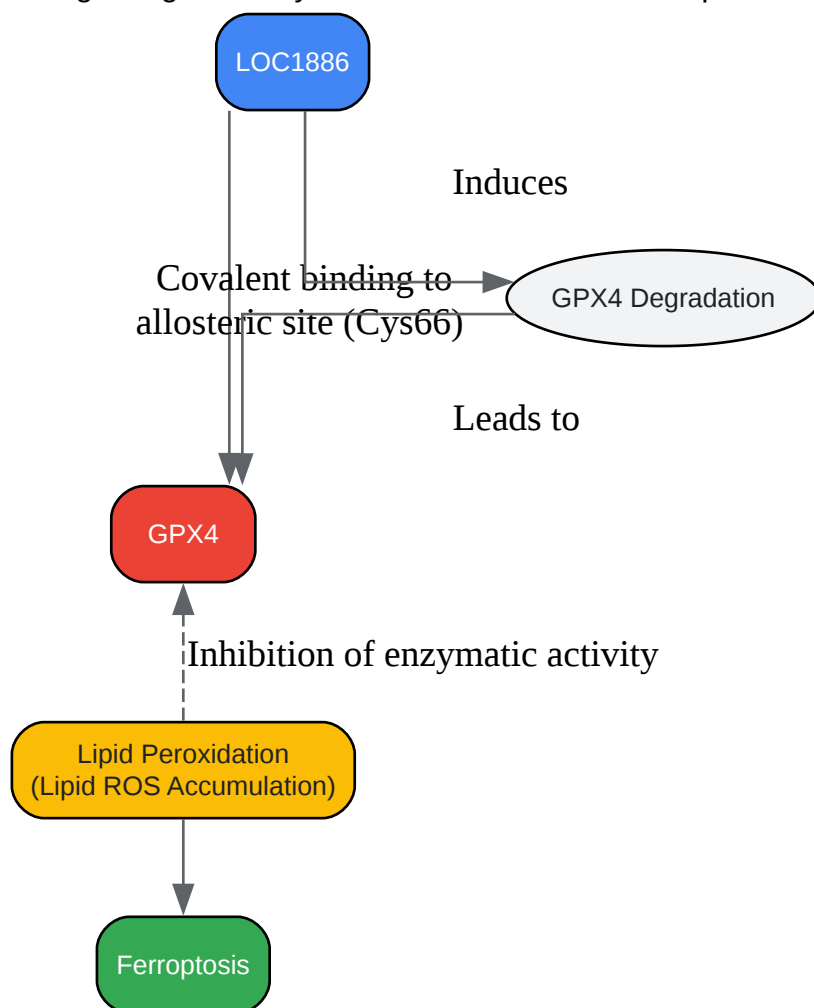 LOC1886
Induces
Covalent binding to
allosteric site (Cys66)
GPX4 Degradation
Leads to
GPX4
Inhibition of enzymatic activity
Lipid Peroxidation
(Lipid ROS Accumulation)
Ferroptosis